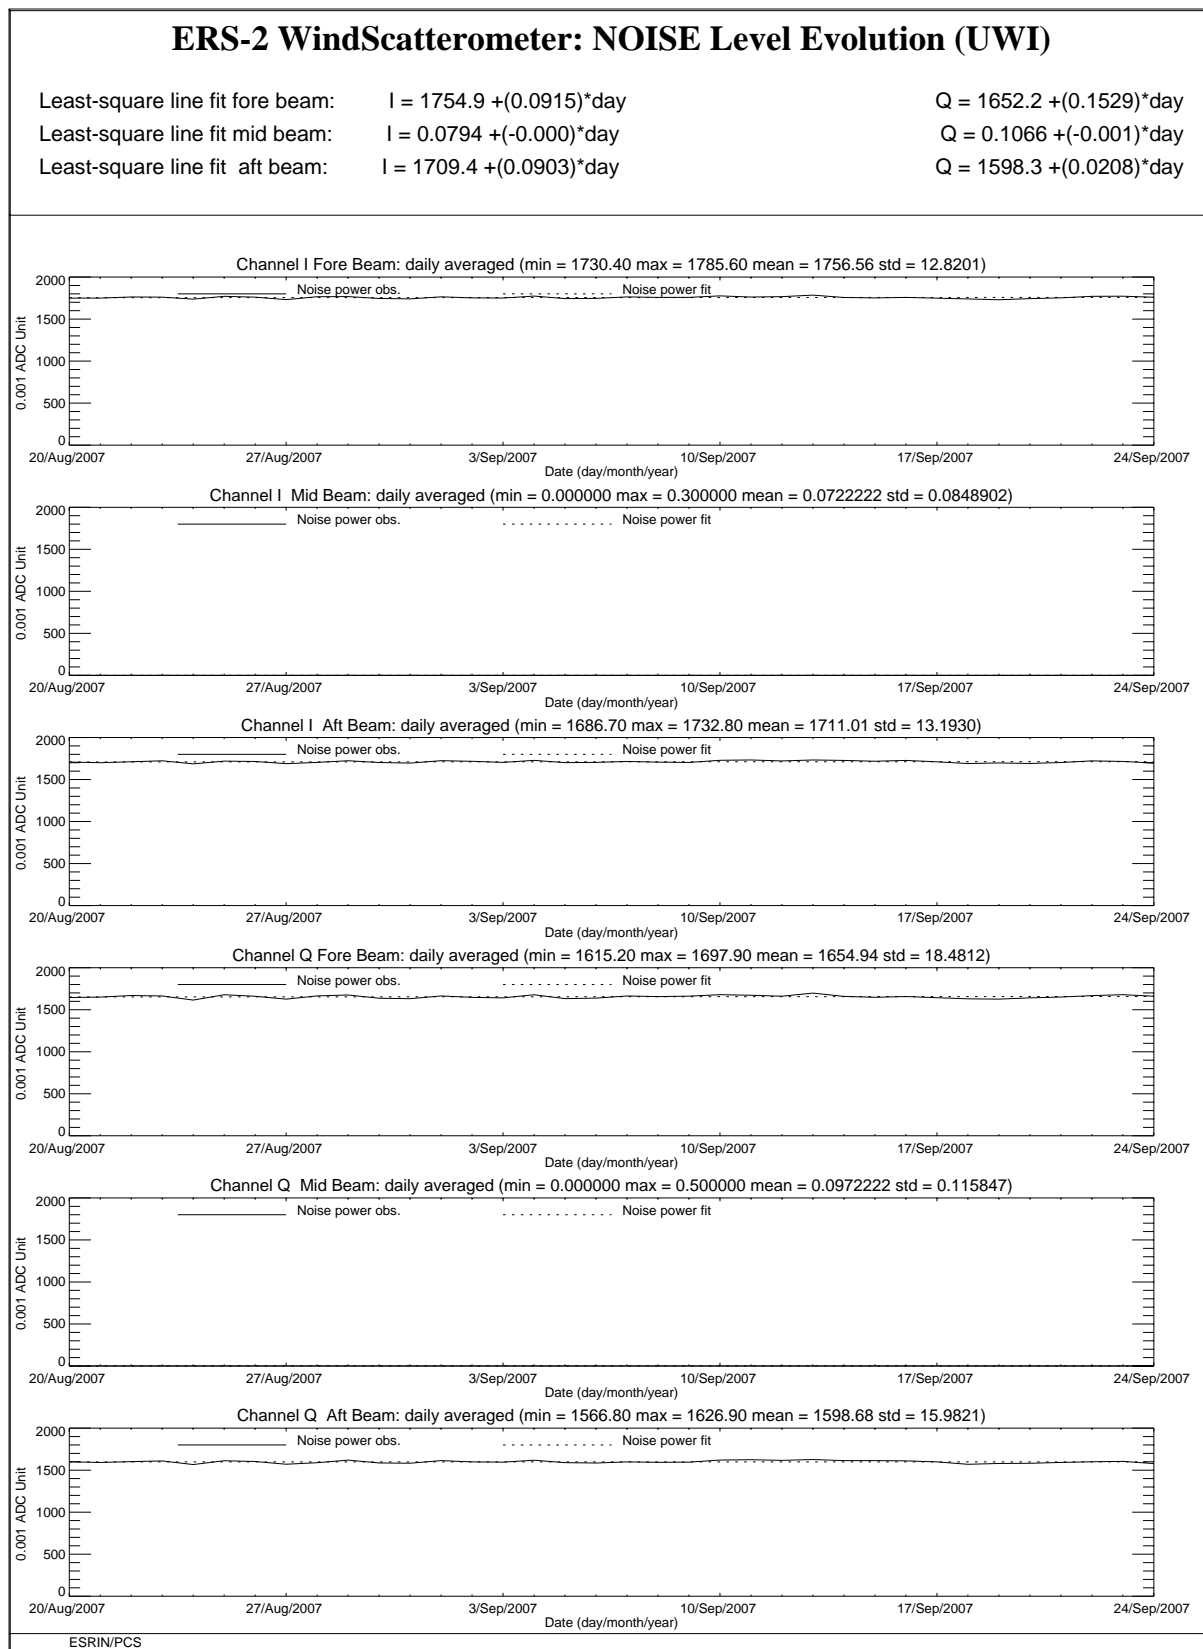 ERS-2 WindScatterometer: NOISE Level Evolution (UWI)
Least-square line fit fore beam: I = 1754.9 +(0.0915)*day Q = 1652.2 +(0.1529)*day
Least-square line fit mid beam: I = 0.0794 +(-0.000)*day Q = 0.1066 +(-0.001)*day
Least-square line fit aft beam: I = 1709.4 +(0.0903)*day Q = 1598.3 +(0.0208)*day
Channel I Fore Beam: daily averaged (min = 1730.40 max = 1785.60 mean = 1756.56 std = 12.8201)
Noise power obs. Noise power fit
0.001 ADC Unit
2000
1500
1000
500
0
20/Aug/2007 27/Aug/2007 3/Sep/2007 10/Sep/2007 17/Sep/2007 24/Sep/2007
Date (day/month/year)
Channel I Mid Beam: daily averaged (min = 0.000000 max = 0.300000 mean = 0.0722222 std = 0.0848902)
Noise power obs. Noise power fit
0.001 ADC Unit
2000
1500
1000
500
0
20/Aug/2007 27/Aug/2007 3/Sep/2007 10/Sep/2007 17/Sep/2007 24/Sep/2007
Date (day/month/year)
Channel I Aft Beam: daily averaged (min = 1686.70 max = 1732.80 mean = 1711.01 std = 13.1930)
Noise power obs. Noise power fit
0.001 ADC Unit
2000
1500
1000
500
0
20/Aug/2007 27/Aug/2007 3/Sep/2007 10/Sep/2007 17/Sep/2007 24/Sep/2007
Date (day/month/year)
Channel Q Fore Beam: daily averaged (min = 1615.20 max = 1697.90 mean = 1654.94 std = 18.4812)
Noise power obs. Noise power fit
0.001 ADC Unit
2000
1500
1000
500
0
20/Aug/2007 27/Aug/2007 3/Sep/2007 10/Sep/2007 17/Sep/2007 24/Sep/2007
Date (day/month/year)
Channel Q Mid Beam: daily averaged (min = 0.000000 max = 0.500000 mean = 0.0972222 std = 0.115847)
Noise power obs. Noise power fit
0.001 ADC Unit
2000
1500
1000
500
0
20/Aug/2007 27/Aug/2007 3/Sep/2007 10/Sep/2007 17/Sep/2007 24/Sep/2007
Date (day/month/year)
Channel Q Aft Beam: daily averaged (min = 1566.80 max = 1626.90 mean = 1598.68 std = 15.9821)
Noise power obs. Noise power fit
0.001 ADC Unit
2000
1500
1000
500
0
20/Aug/2007 27/Aug/2007 3/Sep/2007 10/Sep/2007 17/Sep/2007 24/Sep/2007
Date (day/month/year)
ESRIN/PCS